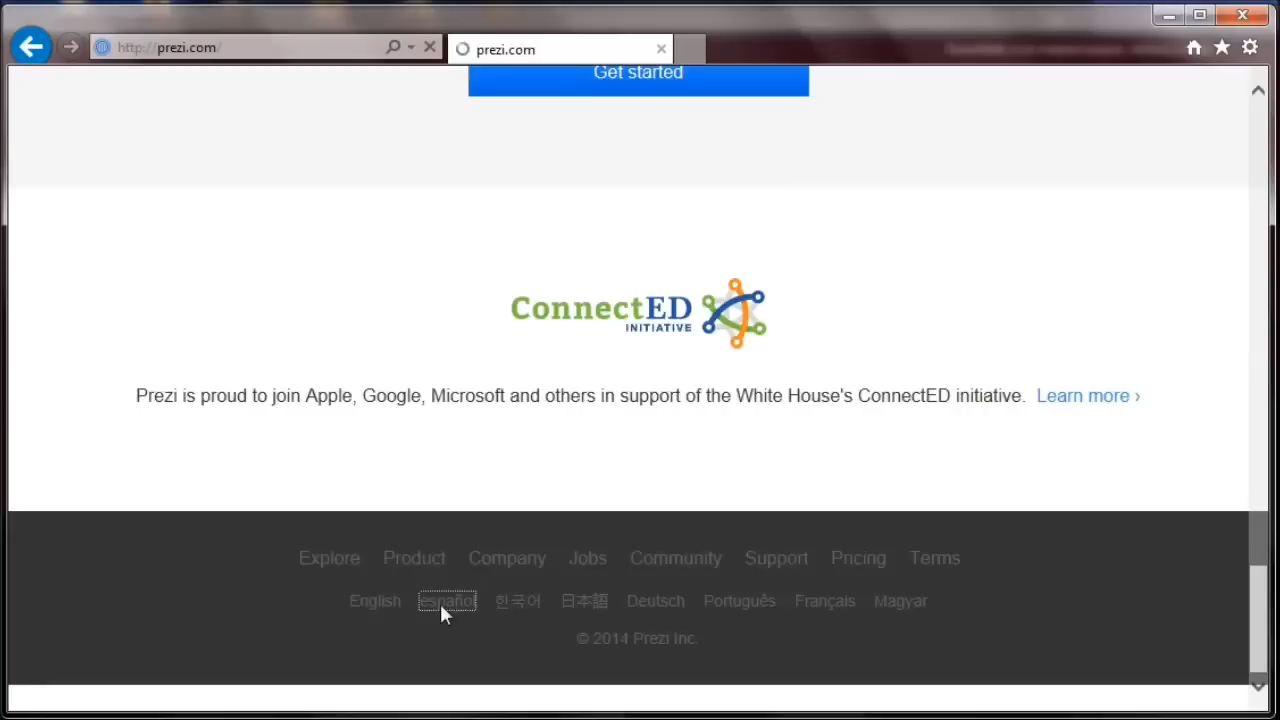 http://prezi.com/
prezi.com
Get started
ConnectED
INITIATIVE
Prezi is proud to join Apple, Google, Microsoft and others in support of the White House's ConnectED initiative. Learn more ›
Explore Product Company Jobs Community Support Pricing Terms
English español 한국어 日本語 Deutsch Português Français Magyar
© 2014 Prezi Inc.